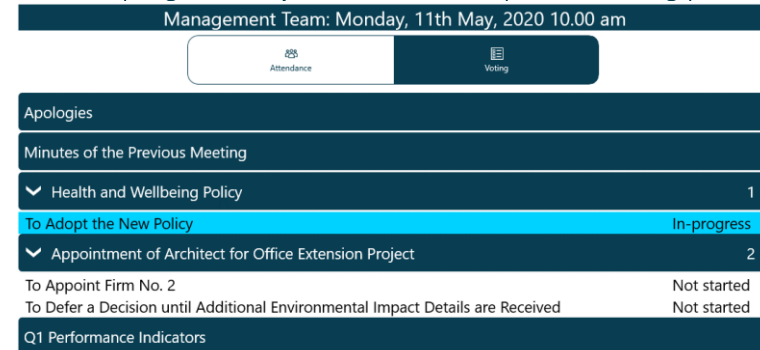 Management Team: Monday, 11th May, 2020 10.00 am
Attendance
Voting
Apologies
Minutes of the Previous Meeting
Health and Wellbeing Policy 1
To Adopt the New Policy In-progress
Appointment of Architect for Office Extension Project 2
To Appoint Firm No. 2 Not started
To Defer a Decision until Additional Environmental Impact Details are Received Not started
Q1 Performance Indicators